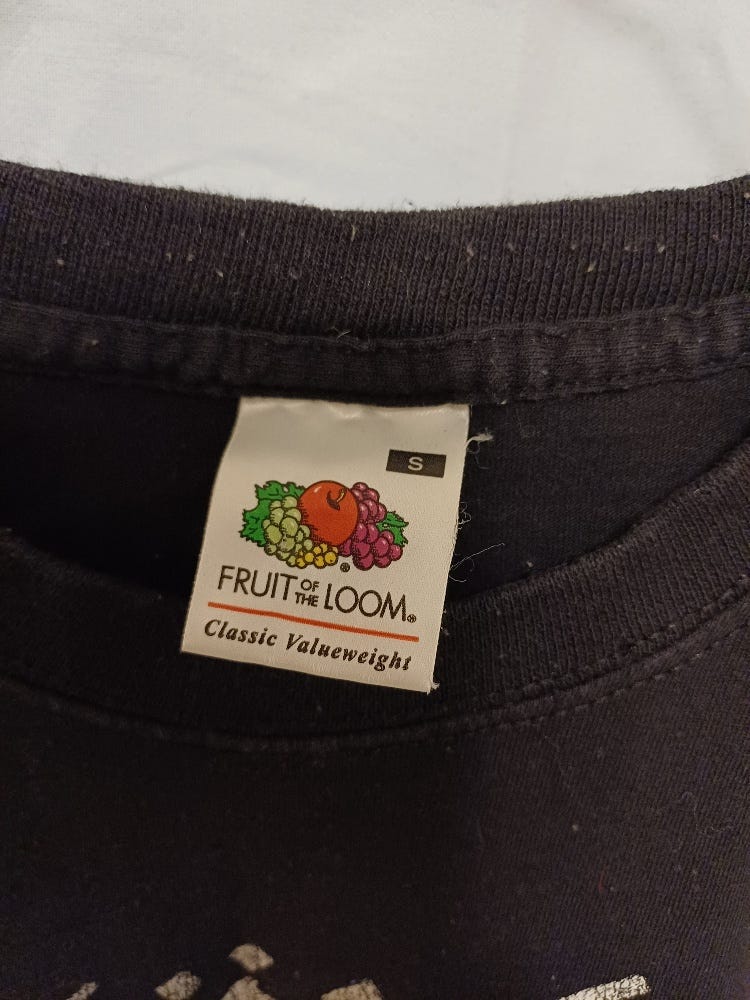 S
FRUIT OF THE LOOM®
Classic Valueweight